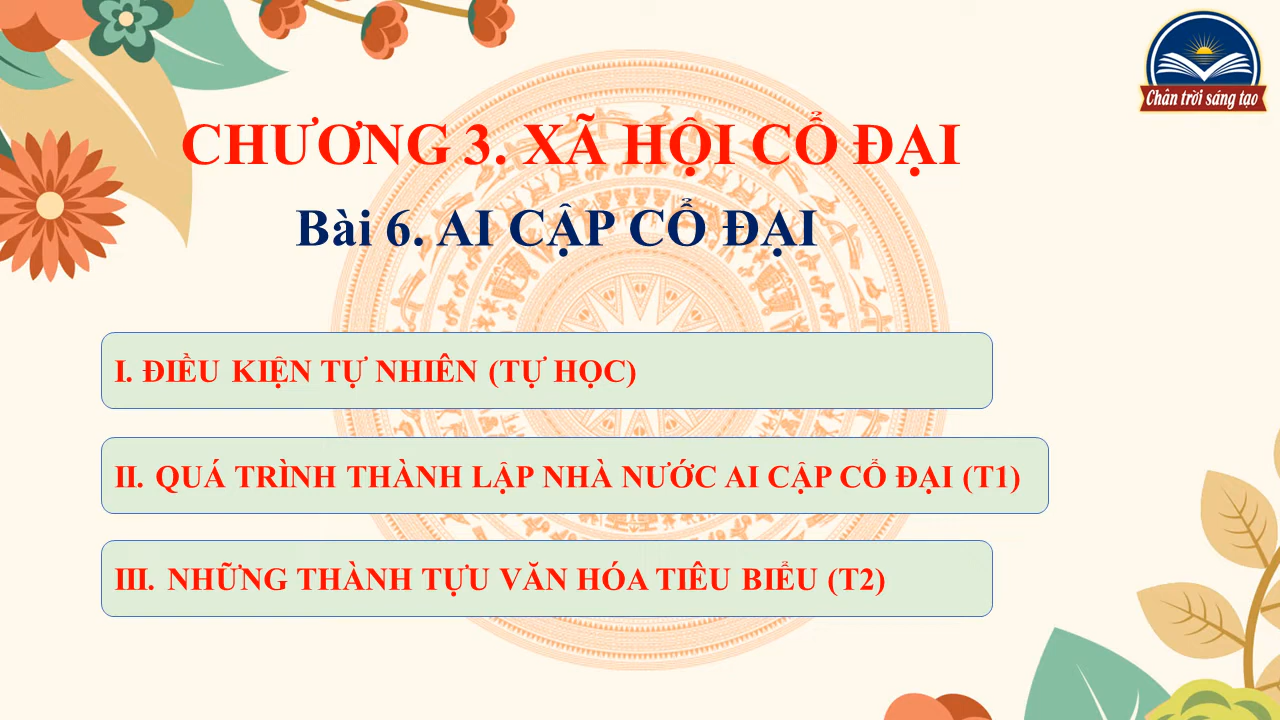 Chân trời sáng tạo
CHƯƠNG 3. XÃ HỘI CỔ ĐẠI
Bài 6. AI CẬP CỔ ĐẠI
I. ĐIỀU KIỆN TỰ NHIÊN (TỰ HỌC)
II. QUÁ TRÌNH THÀNH LẬP NHÀ NƯỚC AI CẬP CỔ ĐẠI (T1)
III. NHỮNG THÀNH TỰU VĂN HÓA TIÊU BIỂU (T2)